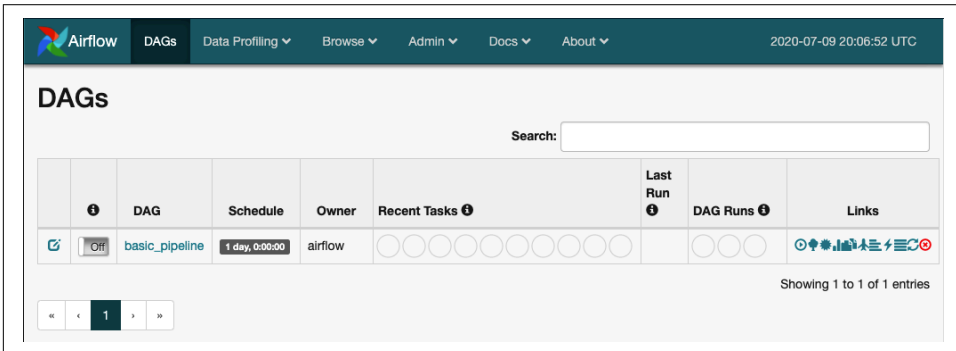 Airflow DAGs Data Profiling Browse Admin Docs About 2020-07-09 20:06:52 UTC
DAGs
Search:
DAG Schedule Owner Recent Tasks Last Run DAG Runs Links
Off basic_pipeline 1 day, 0:00:00 airflow
Showing 1 to 1 of 1 entries
« ‹ 1 › »